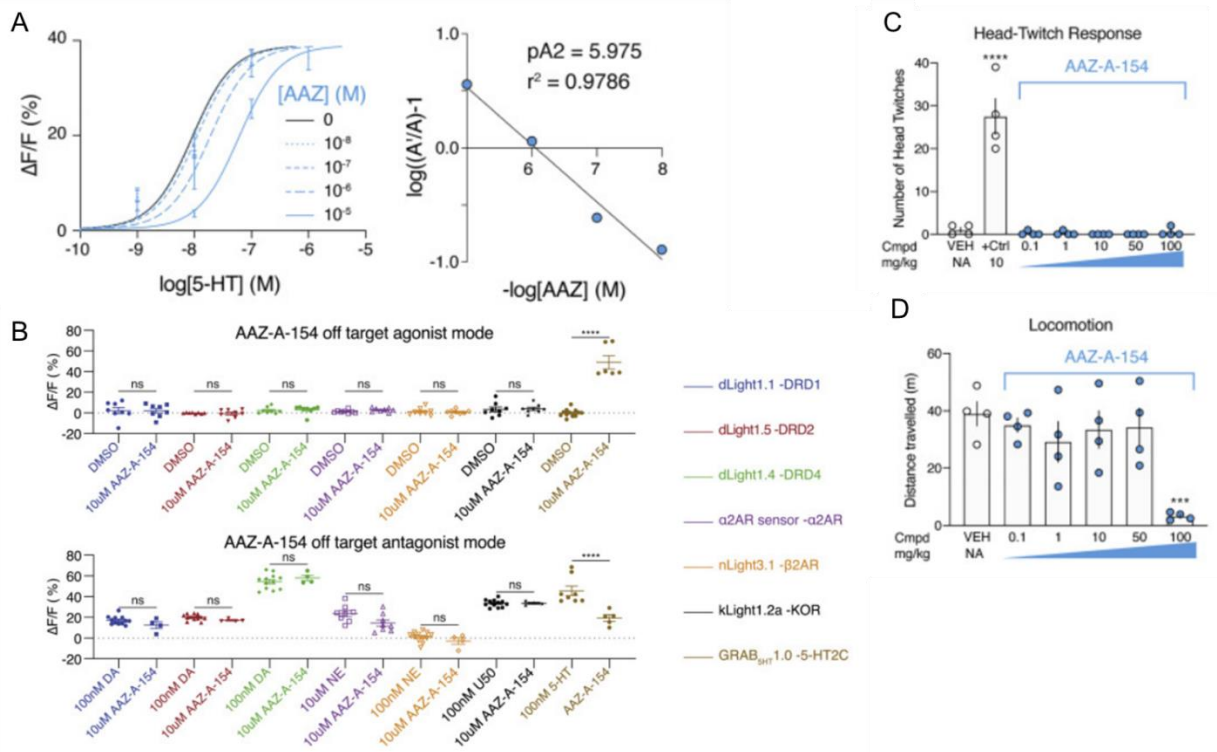 A
40
20
0
ΔF/F (%)
-10 -9 -8 -7 -6 -5
log[5-HT] (M)
[AAZ] (M)
0
10-8
10-7
10-6
10-5
1.0
0.0
-1.0
log((A'/A)-1
pA2 = 5.975
r2 = 0.9786
6 7 8
-log[AAZ] (M)
B
AAZ-A-154 off target agonist mode
80
60
40
20
0
-20
ΔF/F (%)
ns ns ns ns ns ns ****
DMSO
10uM AAZ-A-154
DMSO
10uM AAZ-A-154
DMSO
10uM AAZ-A-154
DMSO
10uM AAZ-A-154
DMSO
10uM AAZ-A-154
DMSO
10uM AAZ-A-154
DMSO
10uM AAZ-A-154
AAZ-A-154 off target antagonist mode
80
60
40
20
0
-20
ΔF/F (%)
ns ns ns ns ns ns ****
100nM DA
10uM AAZ-A-154
100nM DA
10uM AAZ-A-154
100nM DA
10uM AAZ-A-154
10uM NE
10uM AAZ-A-154
100nM NE
10uM AAZ-A-154
100nM U50
10uM AAZ-A-154
100nM 5-HT
AAZ-A-154
dLight1.1 -DRD1
dLight1.5 -DRD2
dLight1.4 -DRD4
α2AR sensor -α2AR
nLight3.1 -β2AR
kLight1.2a -KOR
GRAB5HT1.0 -5-HT2C
C
Head-Twitch Response
AAZ-A-154
****
40
30
20
10
0
Number of Head Twitches
Cmpd VEH +Ctrl 0.1 1 10 50 100
mg/kg NA 10
D
Locomotion
AAZ-A-154
60
40
20
0
Distance travelled (m)
***
Cmpd VEH 0.1 1 10 50 100
mg/kg NA